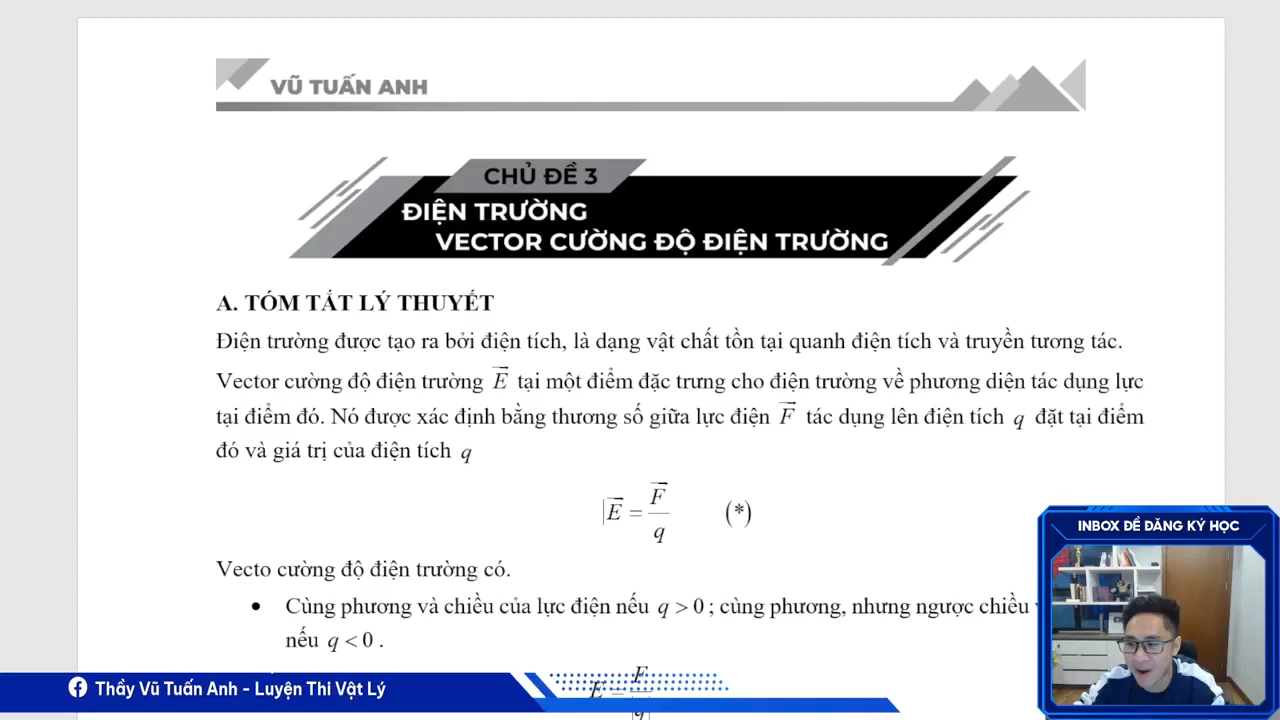 VŨ TUẤN ANH
CHỦ ĐỀ 3
ĐIỆN TRƯỜNG
VECTOR CƯỜNG ĐỘ ĐIỆN TRƯỜNG
A. TÓM TẮT LÝ THUYẾT
Điện trường được tạo ra bởi điện tích, là dạng vật chất tồn tại quanh điện tích và truyền tương tác.
Vector cường độ điện trường \vec{E} tại một điểm đặc trưng cho điện trường về phương diện tác dụng lực
tại điểm đó. Nó được xác định bằng thương số giữa lực điện \vec{F} tác dụng lên điện tích q đặt tại điểm
đó và giá trị của điện tích q
\vec{E} = \frac{\vec{F}}{q} (*)
Vecto cường độ điện trường có.
• Cùng phương và chiều của lực điện nếu q > 0 ; cùng phương, nhưng ngược chiều
nếu q < 0 .
E = \frac{F}{|q|}
INBOX ĐỂ ĐĂNG KÝ HỌC
Thầy Vũ Tuấn Anh - Luyện Thi Vật Lý